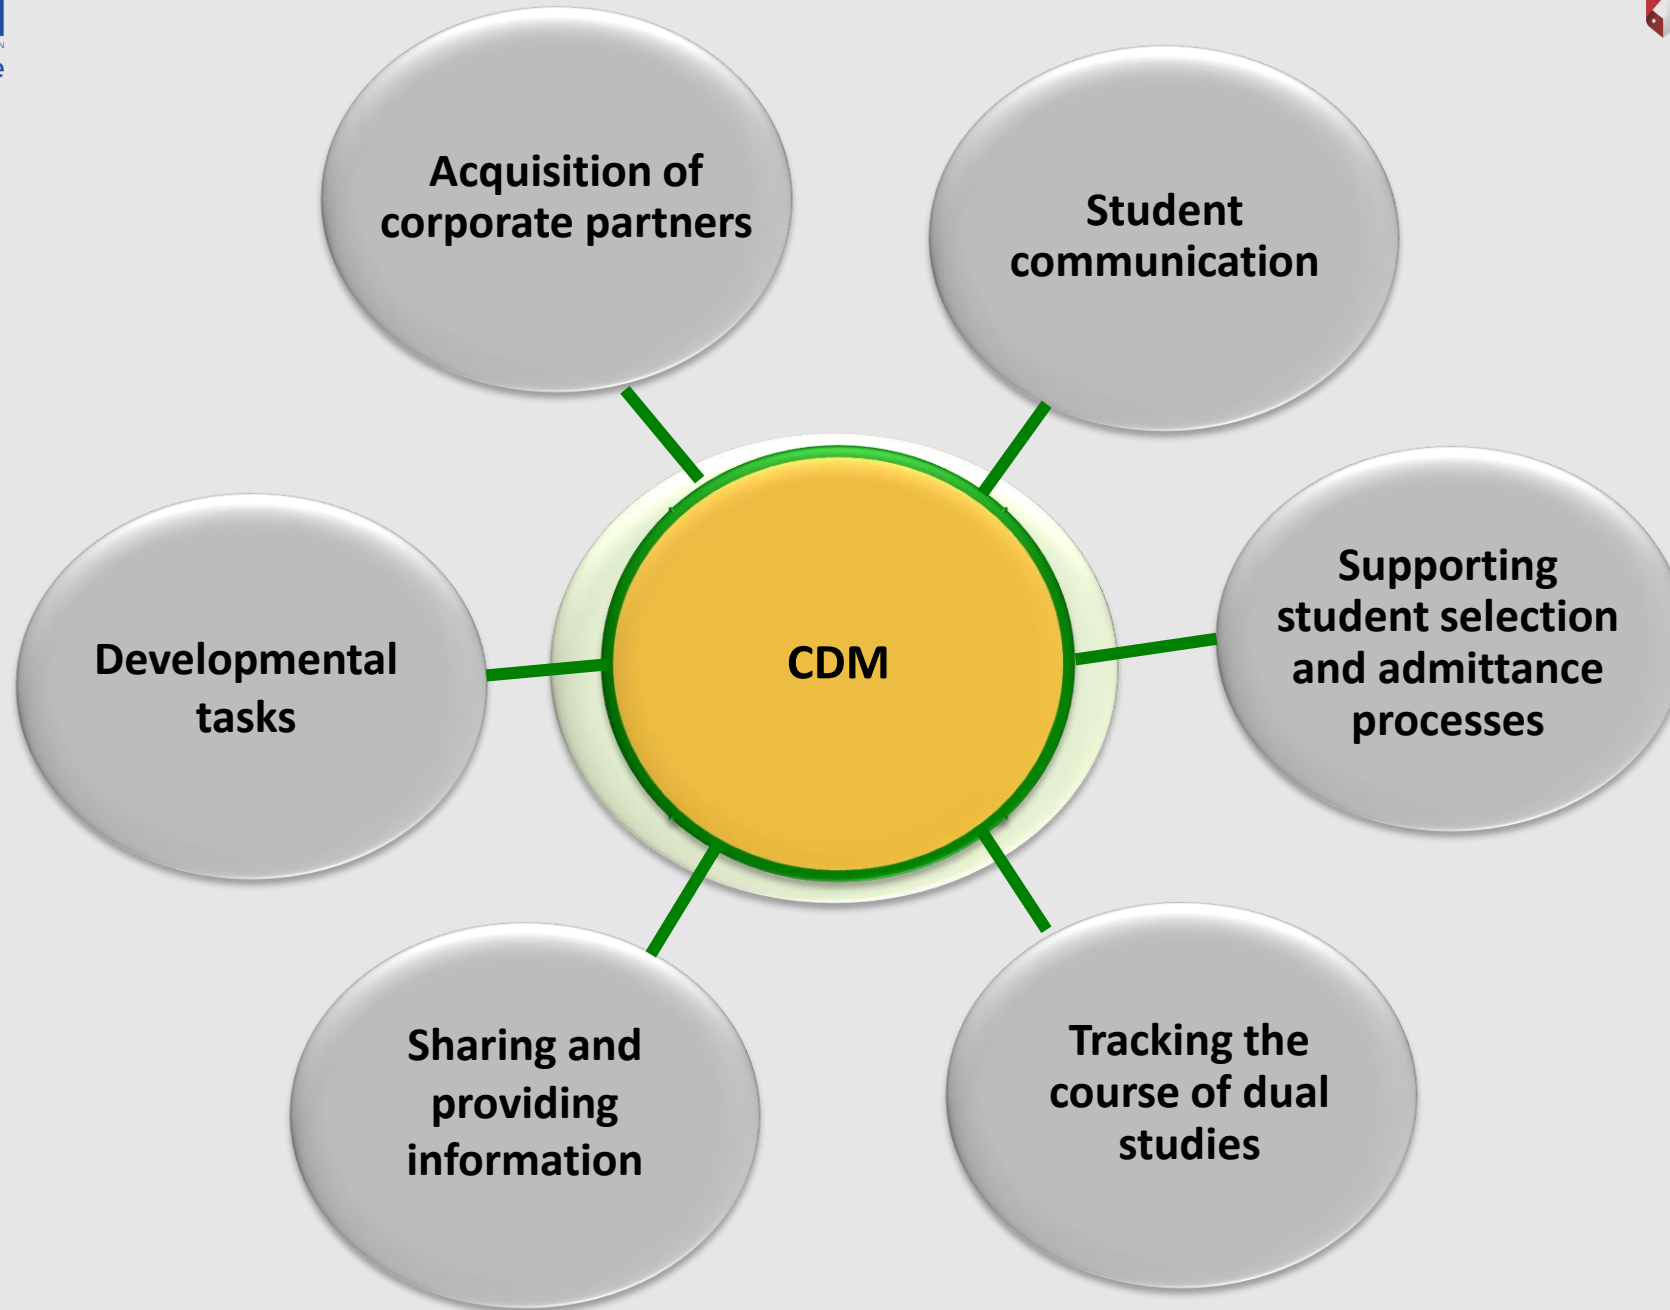 Acquisition of
corporate partners
Student
communication
Supporting
student selection
and admittance
processes
CDM
Developmental
tasks
Tracking the
course of dual
studies
Sharing and
providing
information